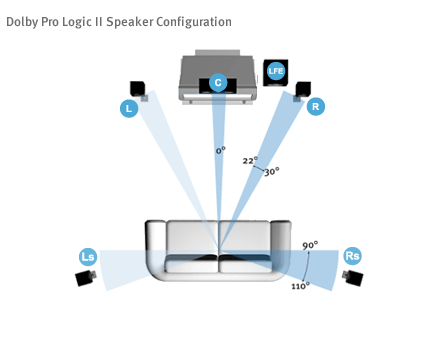 Dolby Pro Logic II Speaker Configuration
LFE
C
L
R
0°
22°
30°
Ls
90°
Rs
110°